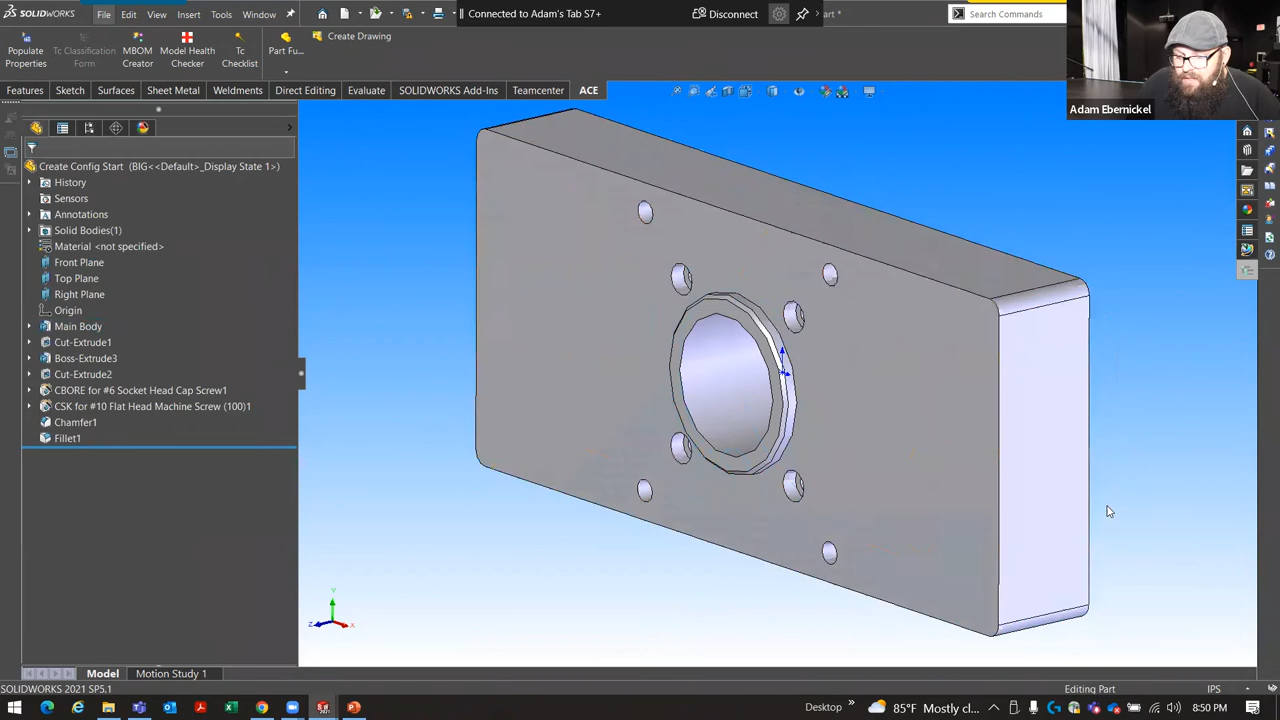 SOLIDWORKS File Edit View Insert Tools Window
Connected to Adam's Tab S7+ Disconnect
art *
Search Commands
Populate Properties
Tc Classification Form
MBOM Creator
Model Health Checker
Tc Checklist
Part Fu...
Create Drawing
Features Sketch Surfaces Sheet Metal Weldments Direct Editing Evaluate SOLIDWORKS Add-Ins Teamcenter ACE
Adam Ebernickel
Create Config Start (BIG<<Default>_Display State 1>)
History
Sensors
Annotations
Solid Bodies(1)
Material <not specified>
Front Plane
Top Plane
Right Plane
Origin
Main Body
Cut-Extrude1
Boss-Extrude3
Cut-Extrude2
CBORE for #6 Socket Head Cap Screw1
CSK for #10 Flat Head Machine Screw (100)1
Chamfer1
Fillet1
Y
Z X
Model Motion Study 1
SOLIDWORKS 2021 SP5.1
Editing Part IPS
Desktop 85°F Mostly cl... 8:50 PM